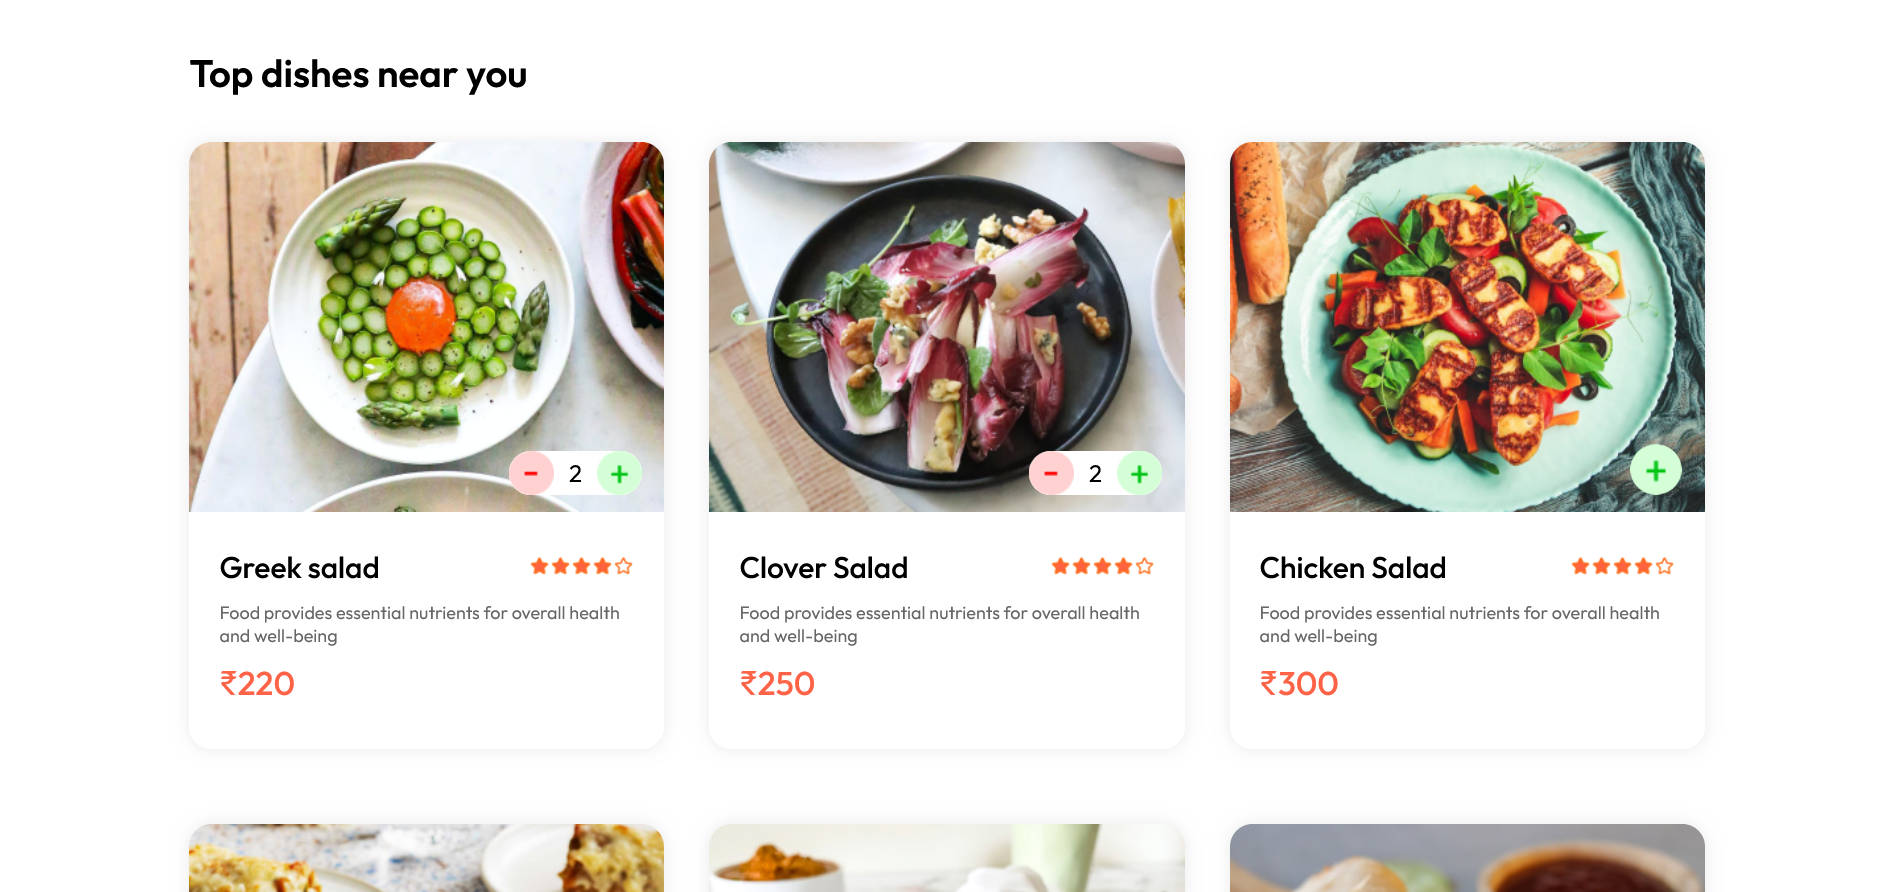 Top dishes near you
2
2
Greek salad
Food provides essential nutrients for overall health
and well-being
₹220
Clover Salad
Food provides essential nutrients for overall health
and well-being
₹250
Chicken Salad
Food provides essential nutrients for overall health
and well-being
₹300